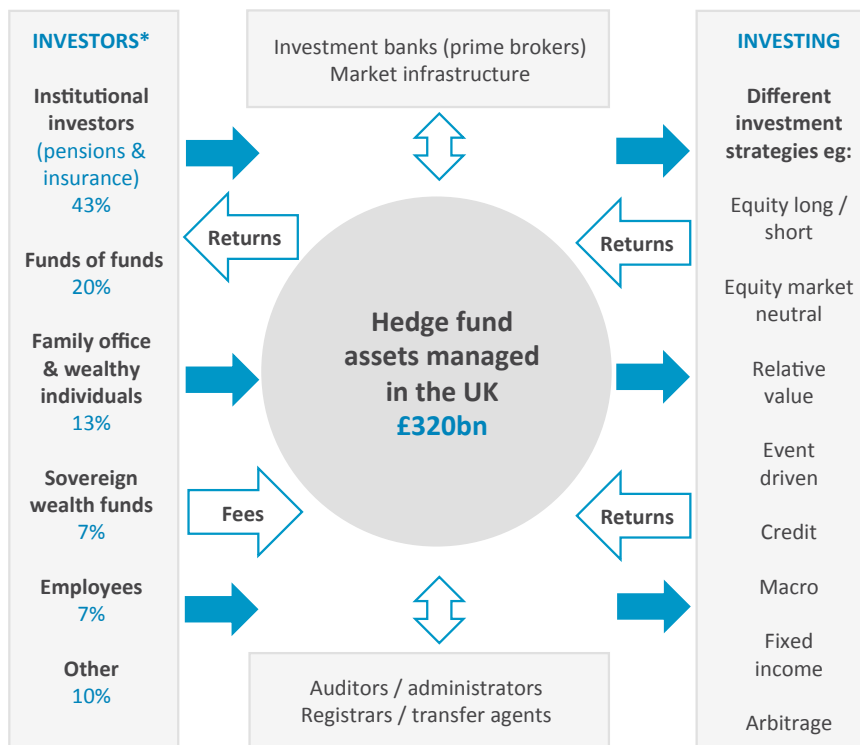 INVESTORS*
Institutional
investors
(pensions &
insurance)
43%
Funds of funds
20%
Family office
& wealthy
individuals
13%
Sovereign
wealth funds
7%
Employees
7%
Other
10%
Investment banks (prime brokers)
Market infrastructure
Returns
Fees
Hedge fund
assets managed
in the UK
£320bn
Returns
Returns
Auditors / administrators
Registrars / transfer agents
INVESTING
Different
investment
strategies eg:
Equity long /
short
Equity market
neutral
Relative
value
Event
driven
Credit
Macro
Fixed
income
Arbitrage